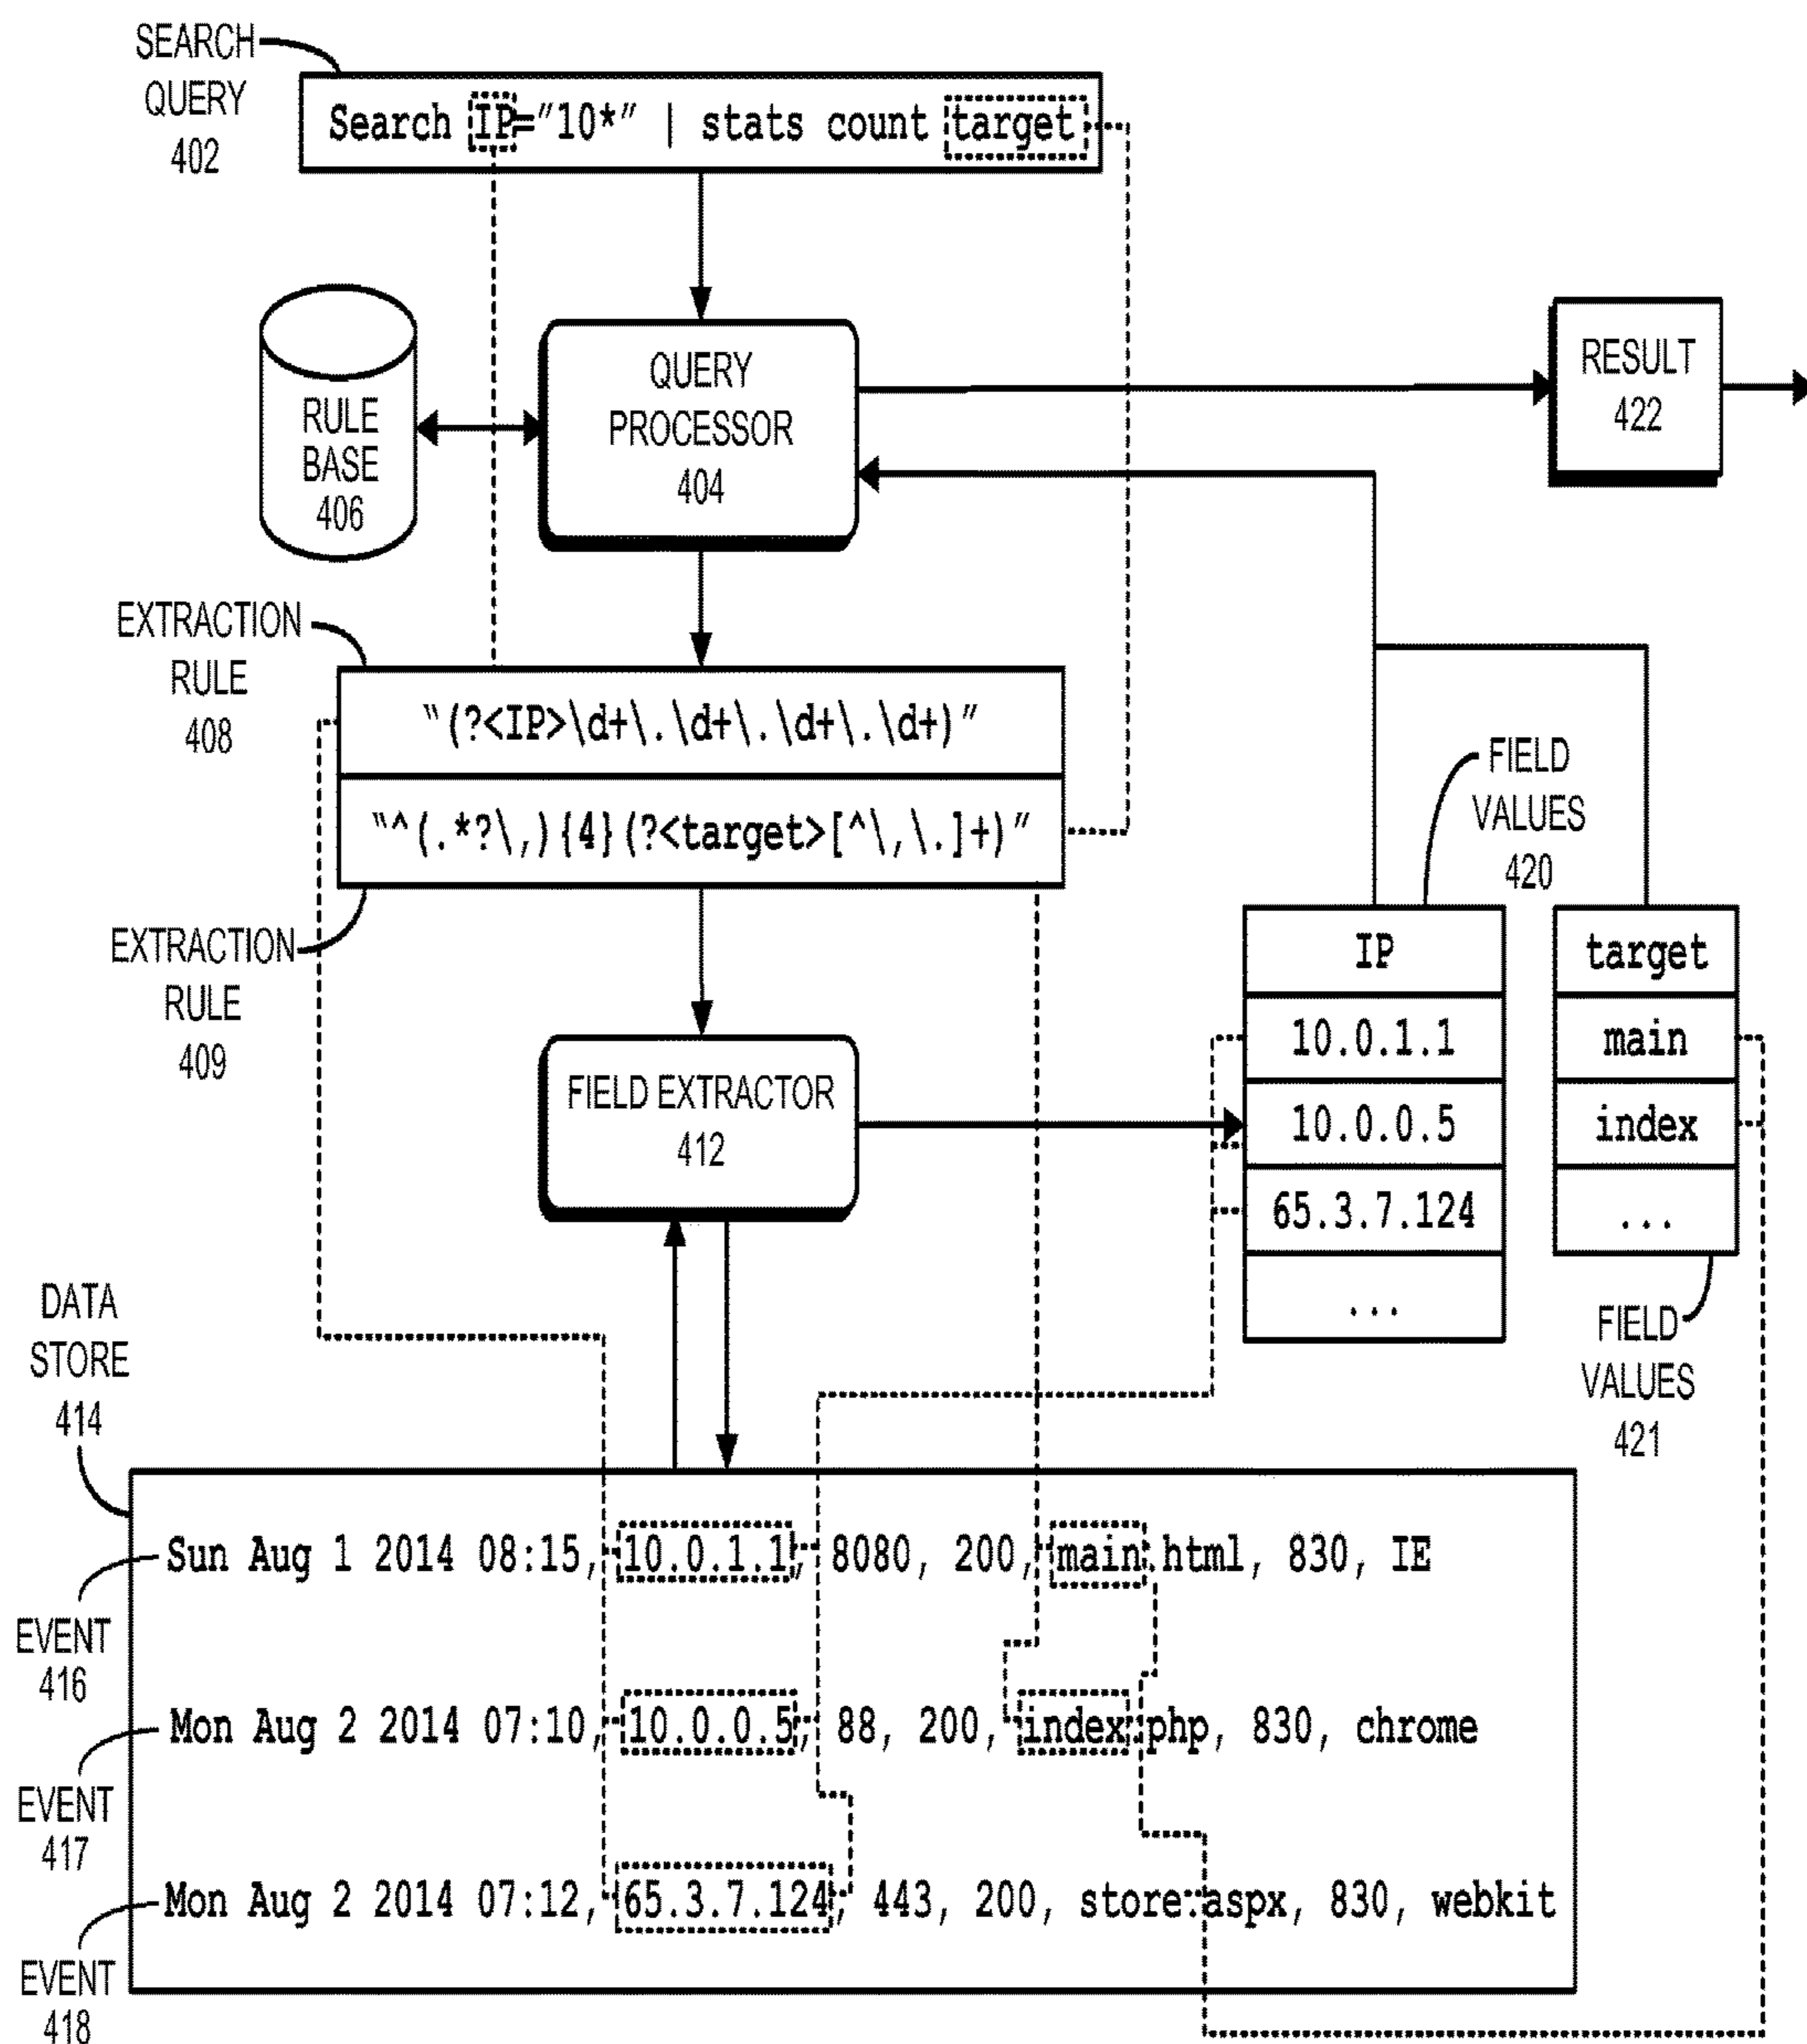 SEARCH
QUERY
402
Search IP="10*" | stats count target
RULE
BASE
406
QUERY
PROCESSOR
404
RESULT
422
EXTRACTION
RULE
408
"(?<IP>\d+\.\d+\.\d+\.\d+)"
"^(.*?\,){4}(?<target>[^\,\.]+)"
EXTRACTION
RULE
409
FIELD
VALUES
420
IP
10.0.1.1
10.0.0.5
65.3.7.124
...
target
main
index
...
FIELD
VALUES
421
FIELD EXTRACTOR
412
DATA
STORE
414
Sun Aug 1 2014 08:15, 10.0.1.1, 8080, 200, main.html, 830, IE
EVENT
416
Mon Aug 2 2014 07:10, 10.0.0.5, 88, 200, index.php, 830, chrome
EVENT
417
Mon Aug 2 2014 07:12, 65.3.7.124, 443, 200, store.aspx, 830, webkit
EVENT
418